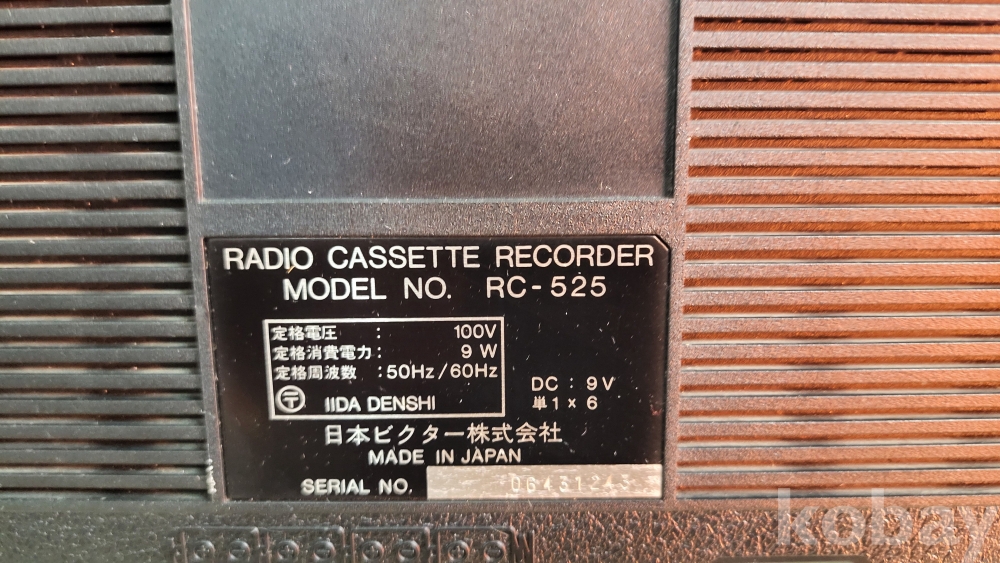 RADIO CASSETTE RECORDER
MODEL NO. RC-525
定格電圧 : 100V
定格消費電力 : 9 W
定格周波数 : 50Hz/60Hz
〒 IIDA DENSHI
DC : 9V
単1×6
日本ビクター株式会社
MADE IN JAPAN
SERIAL NO. 06431243
kobay